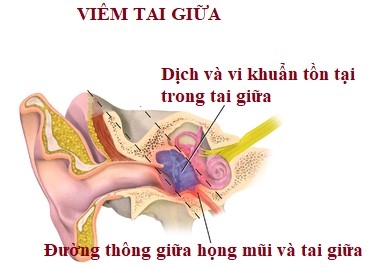 VIÊM TAI GIỮA
Dịch và vi khuẩn tồn tại
trong tai giữa
Đường thông giữa họng mũi và tai giữa